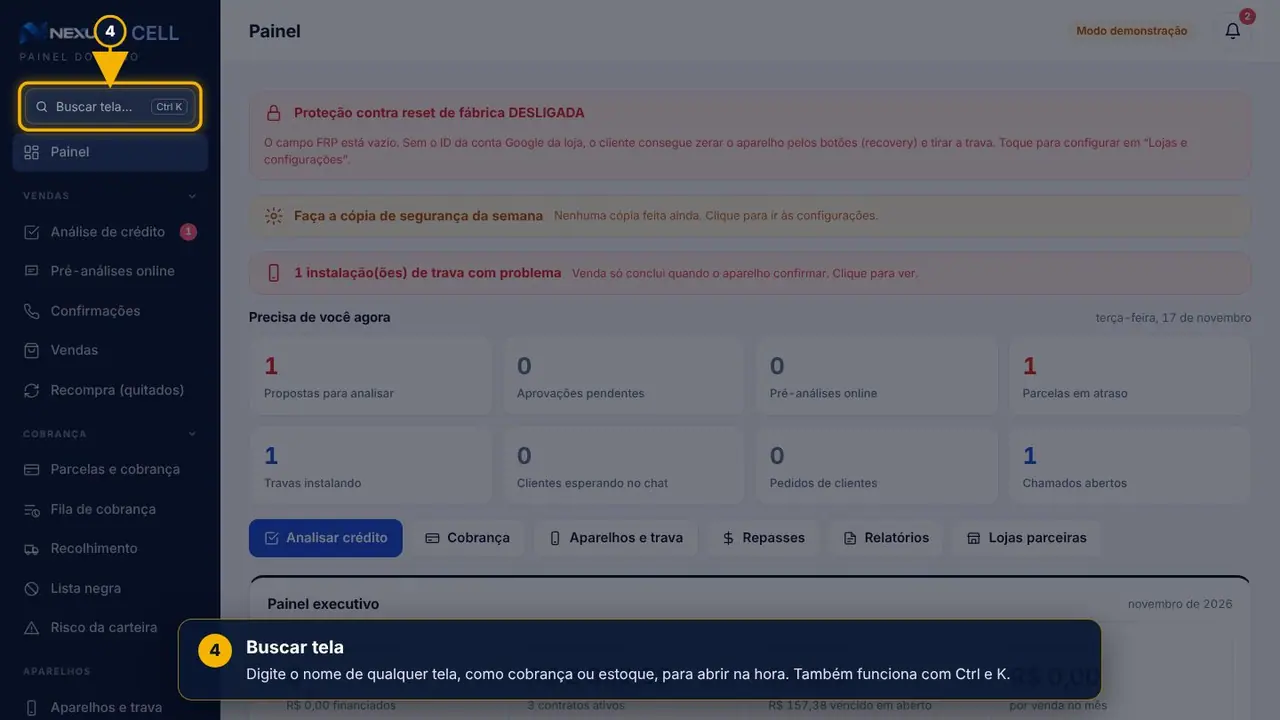 NEXU CELL
4
PAINEL DO
Buscar tela... Ctrl K
Painel
VENDAS
Análise de crédito 1
Pré-análises online
Confirmações
Vendas
Recompra (quitados)
COBRANÇA
Parcelas e cobrança
Fila de cobrança
Recolhimento
Lista negra
Risco da carteira
APARELHOS
Aparelhos e trava
Painel
Modo demonstração
2
Proteção contra reset de fábrica DESLIGADA
O campo FRP está vazio. Sem o ID da conta Google da loja, o cliente consegue zerar o aparelho pelos botões (recovery) e tirar a trava. Toque para configurar em “Lojas e
configurações”.
Faça a cópia de segurança da semana Nenhuma cópia feita ainda. Clique para ir às configurações.
1 instalação(ões) de trava com problema Venda só conclui quando o aparelho confirmar. Clique para ver.
Precisa de você agora
terça-feira, 17 de novembro
1
Propostas para analisar
0
Aprovações pendentes
0
Pré-análises online
1
Parcelas em atraso
1
Travas instalando
0
Clientes esperando no chat
0
Pedidos de clientes
1
Chamados abertos
Analisar crédito
Cobrança
Aparelhos e trava
Repasses
Relatórios
Lojas parceiras
Painel executivo
novembro de 2026
4
Buscar tela
Digite o nome de qualquer tela, como cobrança ou estoque, para abrir na hora. Também funciona com Ctrl e K.
R$ 0,00
R$ 0,00 financiados
3 contratos ativos
R$ 157,38 vencido em aberto
por venda no mês